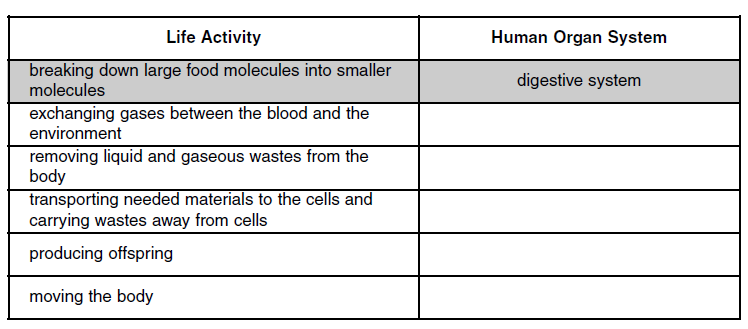 Life Activity
Human Organ System
breaking down large food molecules into smaller
molecules
digestive system
exchanging gases between the blood and the
environment
removing liquid and gaseous wastes from the
body
transporting needed materials to the cells and
carrying wastes away from cells
producing offspring
moving the body